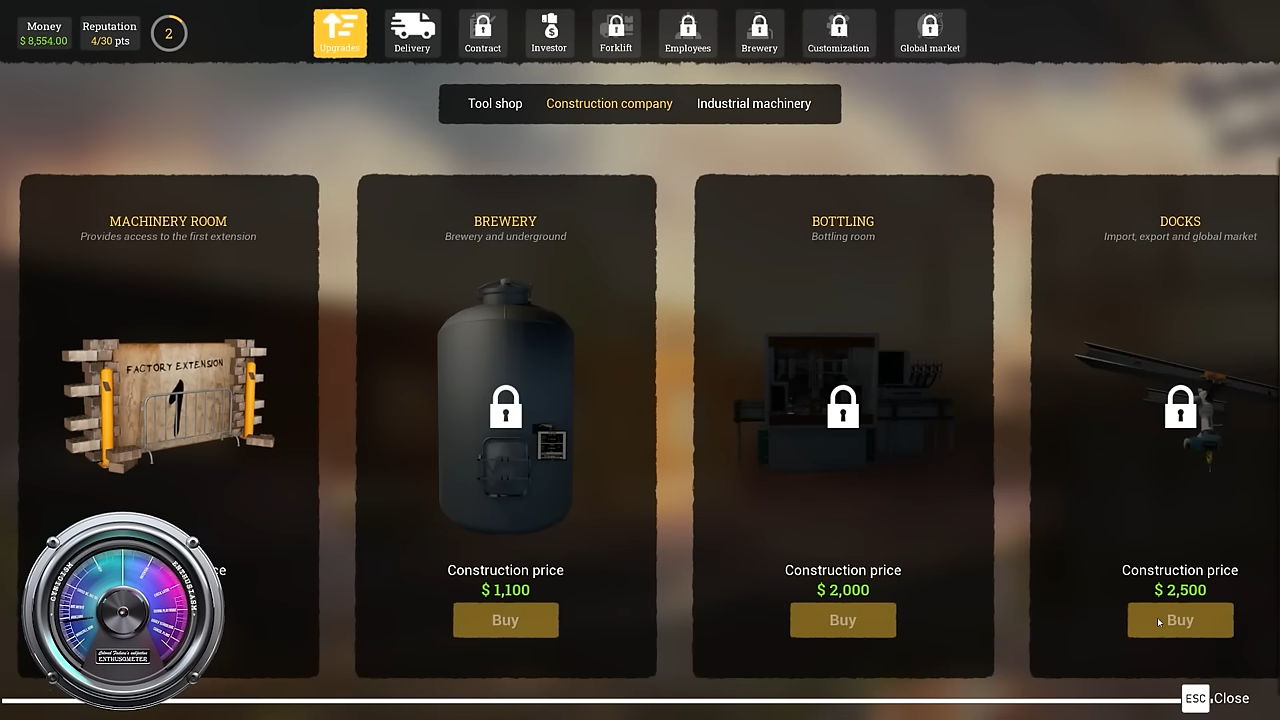 Money
$ 8,554.00
Reputation
4/30 pts
2
Upgrades
Delivery
Contract
Investor
Forklift
Employees
Brewery
Customization
Global market
Tool shop
Construction company
Industrial machinery
MACHINERY ROOM
Provides access to the first extension
FACTORY EXTENSION
1
BREWERY
Brewery and underground
Construction price
$ 1,100
Buy
BOTTLING
Bottling room
Construction price
$ 2,000
Buy
DOCKS
Import, export and global market
Construction price
$ 2,500
Buy
CYNICISM
ENTHUSIASM
ENTHUSOMETER
ESC Close